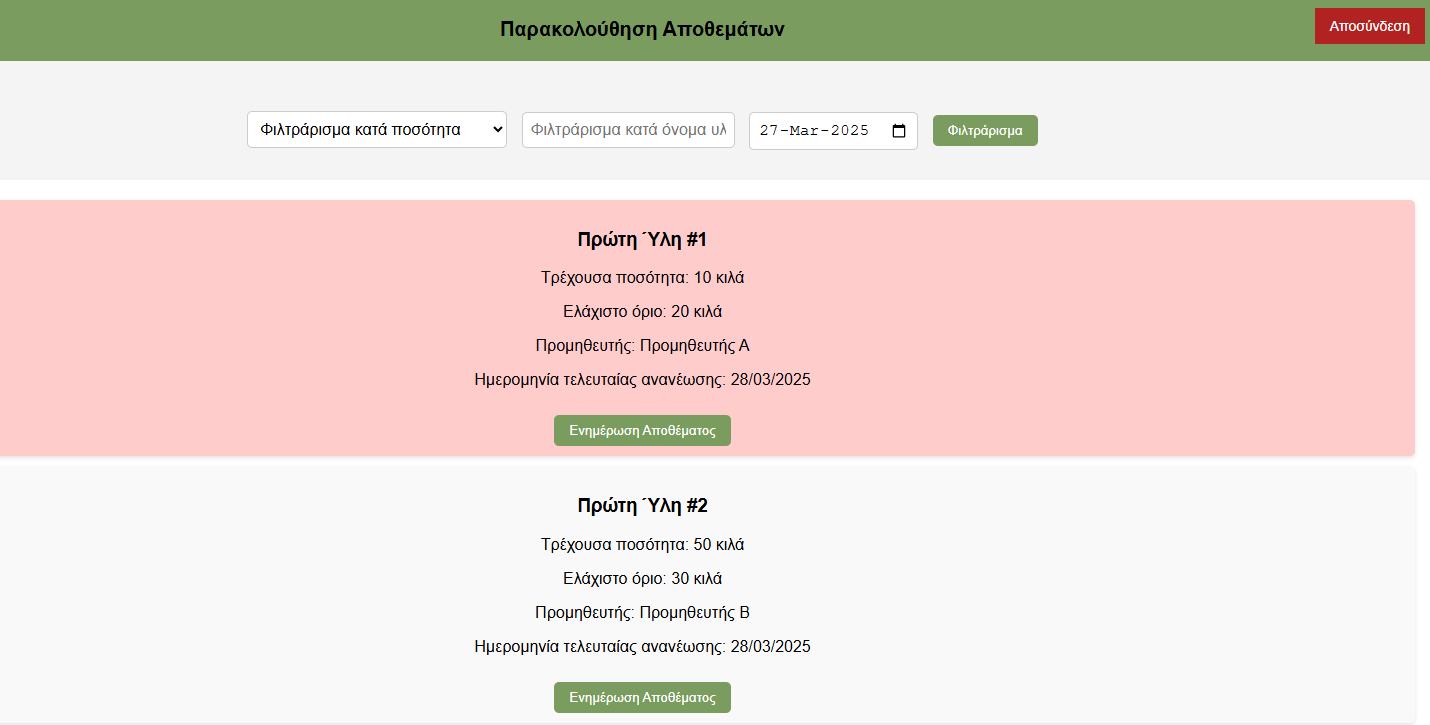 Παρακολούθηση Αποθεμάτων
Αποσύνδεση
Φιλτράρισμα κατά ποσότητα
Φιλτράρισμα κατά όνομα υλ
27-Mar-2025
Φιλτράρισμα
Πρώτη Ύλη #1
Τρέχουσα ποσότητα: 10 κιλά
Ελάχιστο όριο: 20 κιλά
Προμηθευτής: Προμηθευτής Α
Ημερομηνία τελευταίας ανανέωσης: 28/03/2025
Ενημέρωση Αποθέματος
Πρώτη Ύλη #2
Τρέχουσα ποσότητα: 50 κιλά
Ελάχιστο όριο: 30 κιλά
Προμηθευτής: Προμηθευτής Β
Ημερομηνία τελευταίας ανανέωσης: 28/03/2025
Ενημέρωση Αποθέματος